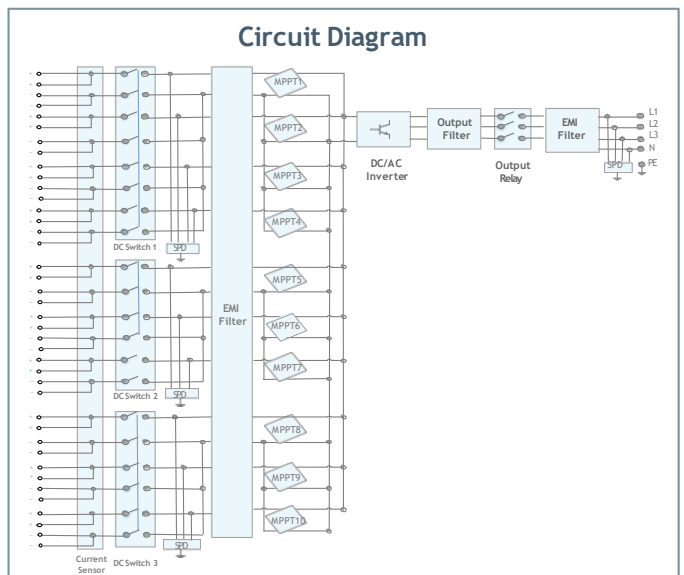 Circuit Diagram
MPPT1
MPPT2
MPPT3
MPPT4
DC Switch 1
SPD
MPPT5
MPPT6
MPPT7
DC Switch 2
SPD
EMI
Filter
MPPT8
MPPT9
MPPT10
Current
Sensor
DC Switch 3
SPD
DC/AC
Inverter
Output
Filter
Output
Relay
EMI
Filter
L1
L2
L3
N
PE
SPD